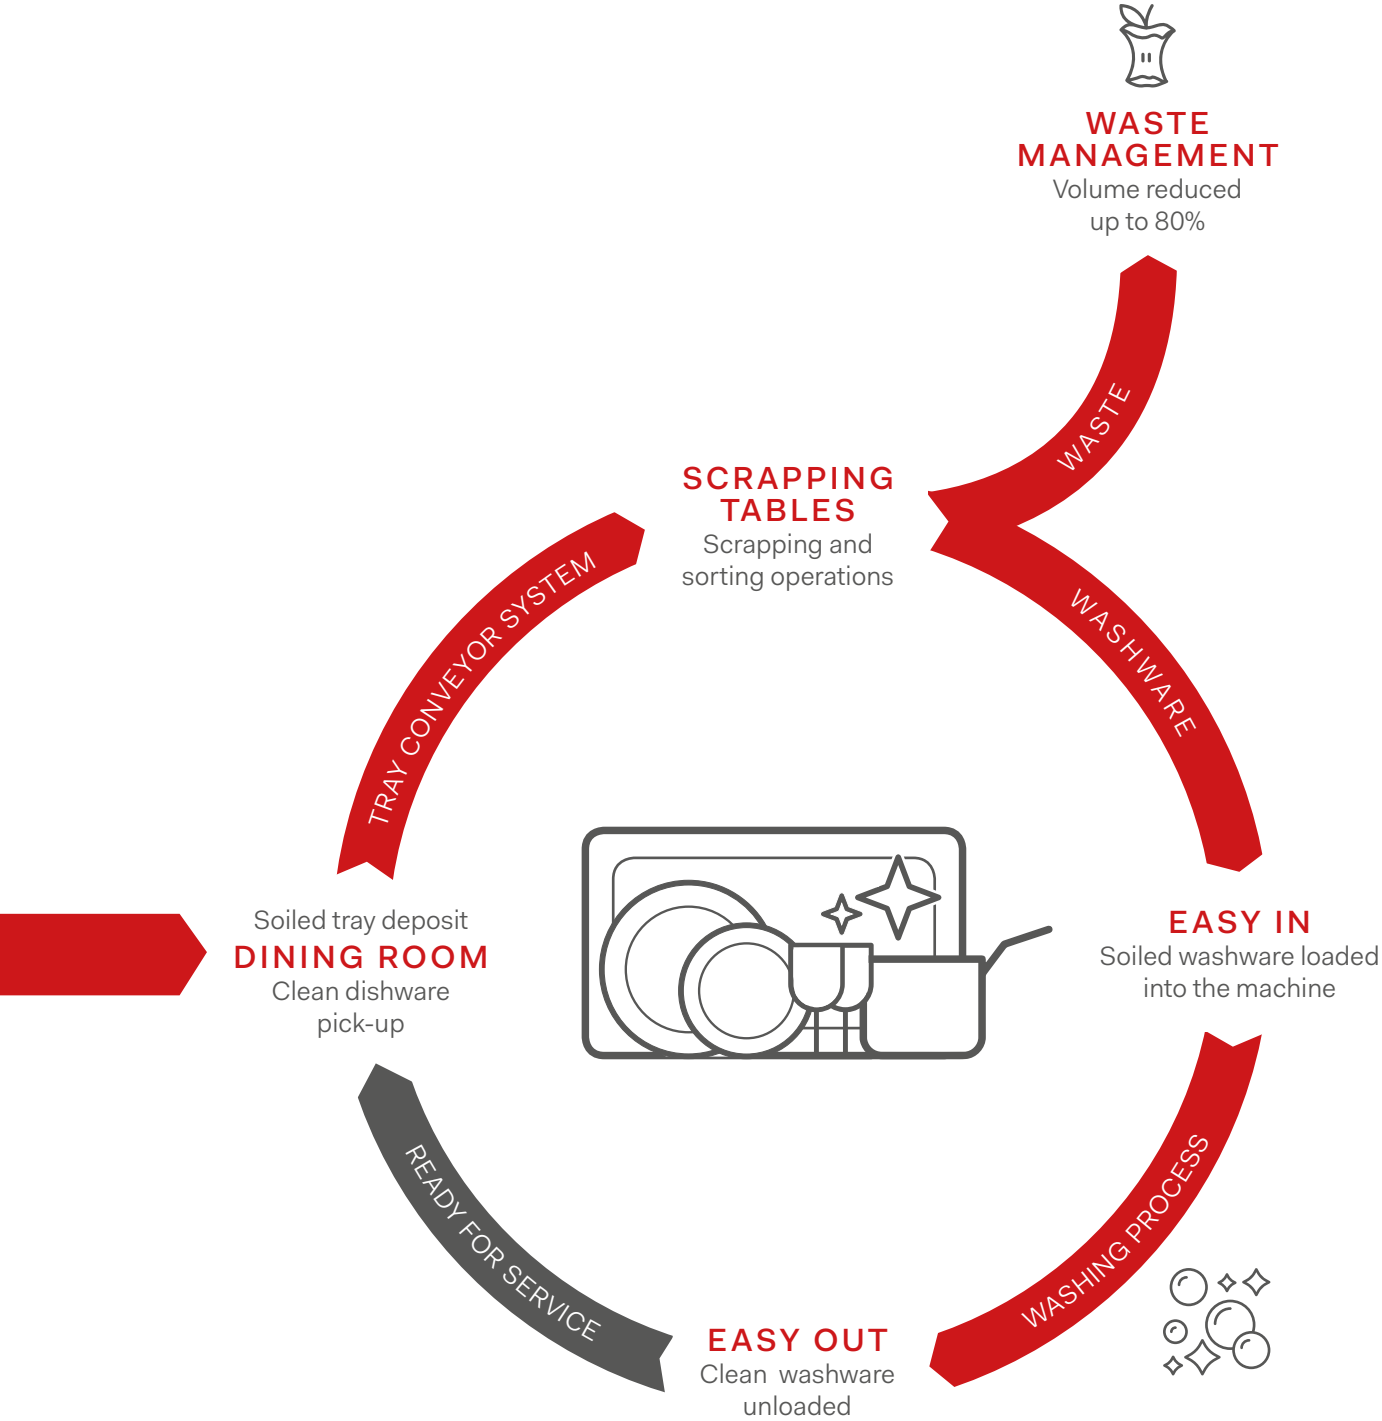 WASTE
MANAGEMENT
Volume reduced
up to 80%
WASTE
SCRAPPING
TABLES
Scrapping and
sorting operations
TRAY CONVEYOR SYSTEM
WASHWARE
Soiled tray deposit
DINING ROOM
Clean dishware
pick-up
EASY IN
Soiled washware loaded
into the machine
READY FOR SERVICE
WASHING PROCESS
EASY OUT
Clean washware
unloaded